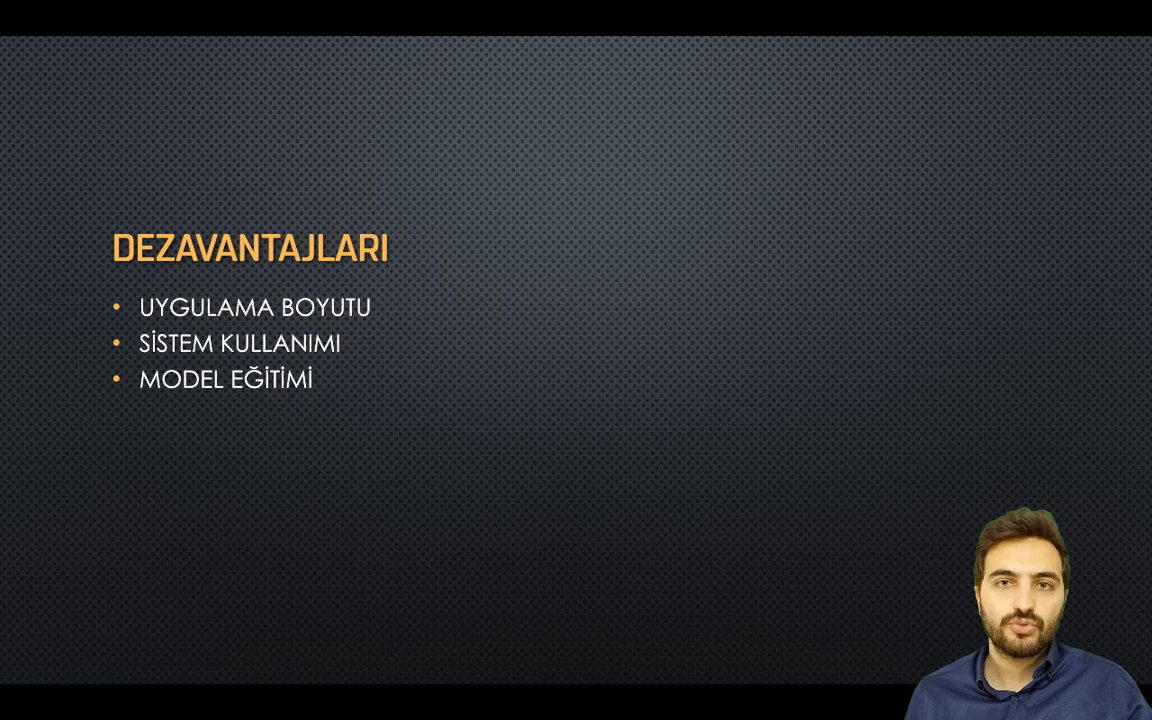 DEZAVANTAJLARI
• UYGULAMA BOYUTU
• SİSTEM KULLANIMI
• MODEL EĞİTİMİ